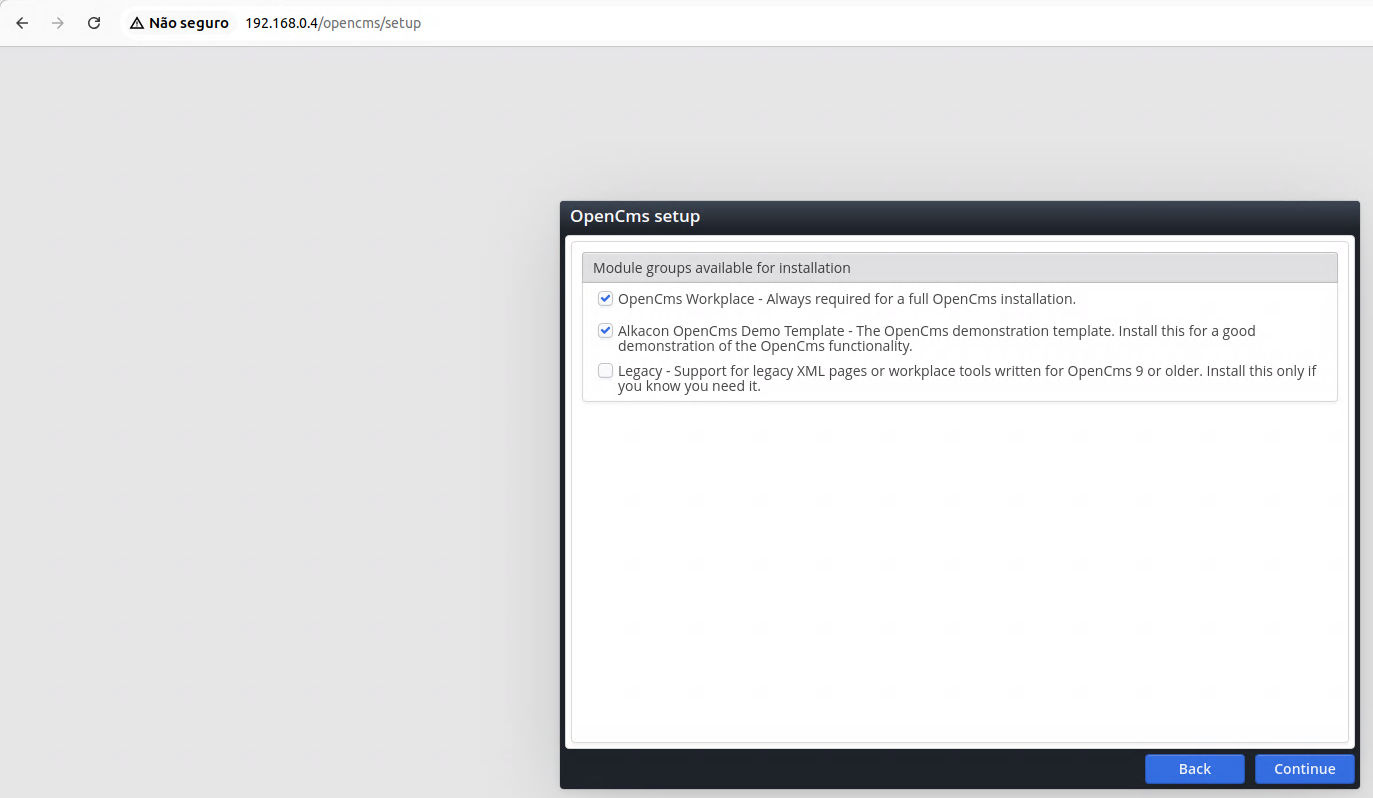 Não seguro 192.168.0.4/opencms/setup
OpenCms setup
Module groups available for installation
OpenCms Workplace - Always required for a full OpenCms installation.
Alkacon OpenCms Demo Template - The OpenCms demonstration template. Install this for a good
demonstration of the OpenCms functionality.
Legacy - Support for legacy XML pages or workplace tools written for OpenCms 9 or older. Install this only if
you know you need it.
Back Continue